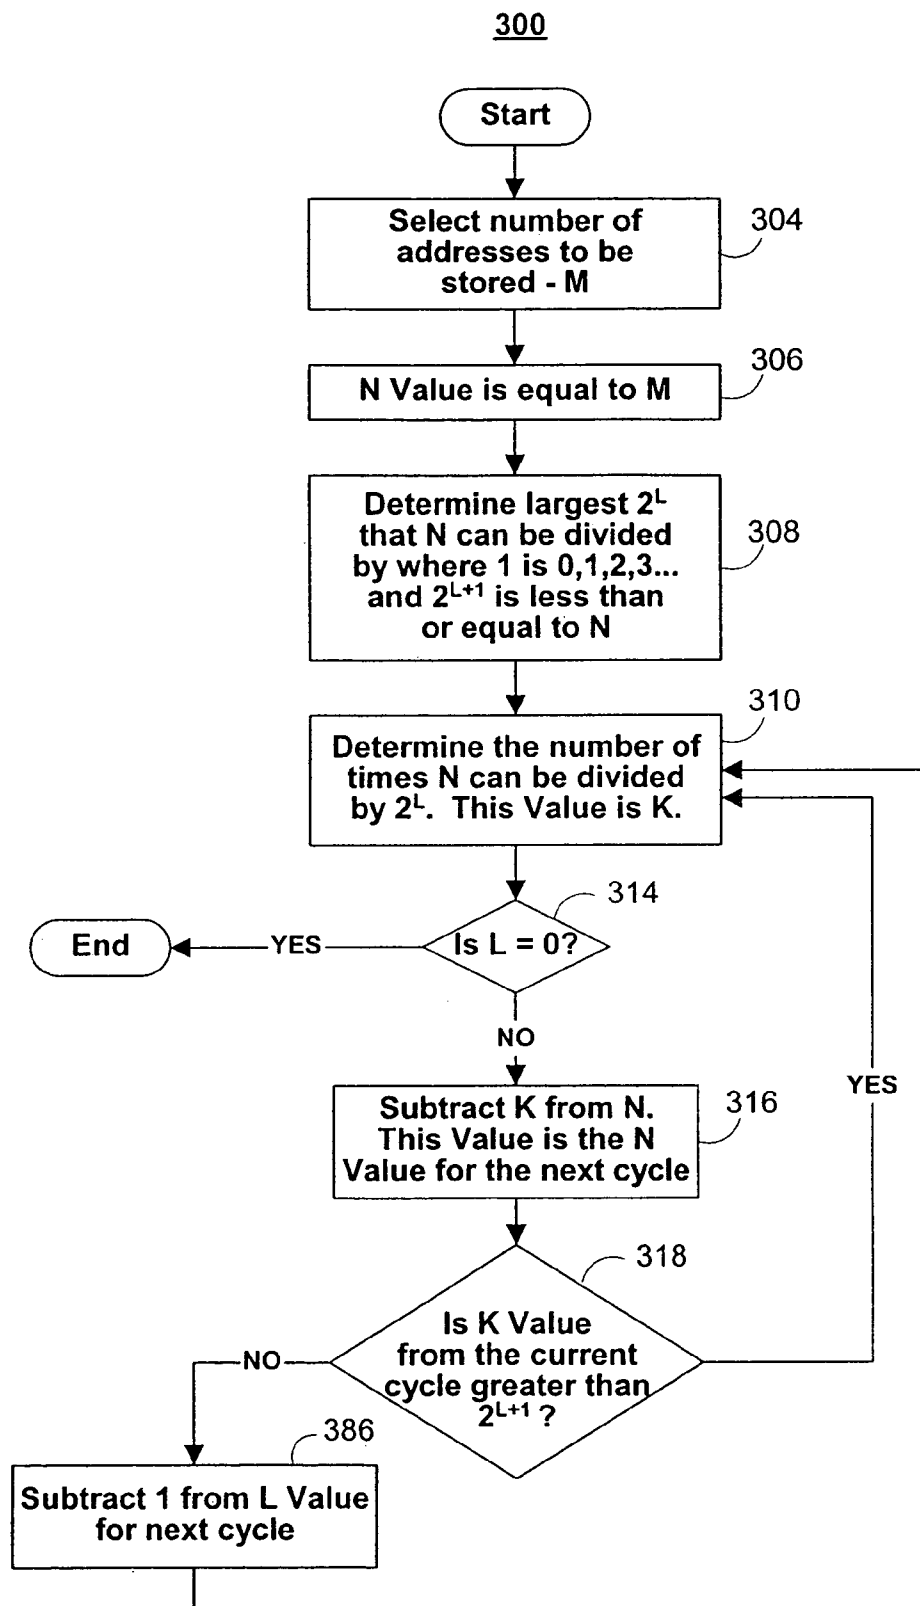 300
Start
Select number of
addresses to be
stored - M
304
N Value is equal to M
306
Determine largest 2^L
that N can be divided
by where 1 is 0,1,2,3...
and 2^L+1 is less than
or equal to N
308
Determine the number of
times N can be divided
by 2^L. This Value is K.
310
Is L = 0?
314
YES
End
NO
Subtract K from N.
This Value is the N
Value for the next cycle
316
YES
Is K Value
from the current
cycle greater than
2^L+1 ?
318
NO
Subtract 1 from L Value
for next cycle
386